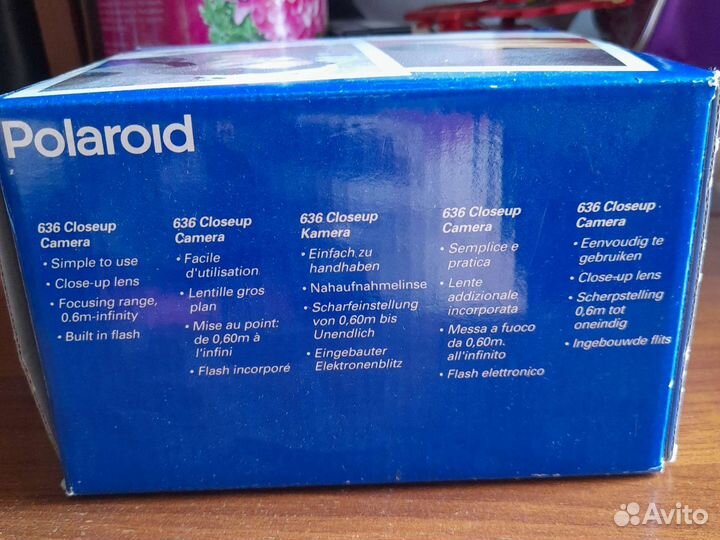 Polaroid
636 Closeup
Camera
• Simple to use
• Close-up lens
• Focusing range,
0.6m-infinity
• Built in flash
636 Closeup
Camera
• Facile
d'utilisation
• Lentille gros
plan
• Mise au point:
de 0,60m à
l'infini
• Flash incorporé
636 Closeup
Kamera
• Einfach zu
handhaben
• Nahaufnahmelinse
• Scharfeinstellung
von 0,60m bis
Unendlich
• Eingebauter
Elektronenblitz
636 Closeup
Camera
• Semplice e
pratica
• Lente
addizionale
incorporata
• Messa a fuoco
da 0,60m.
all'infinito
• Flash elettronico
636 Closeup
Camera
• Eenvoudig te
gebruiken
• Close-up lens
• Scherpstelling
0,6m tot
oneindig
• Ingebouwde flits
Avito